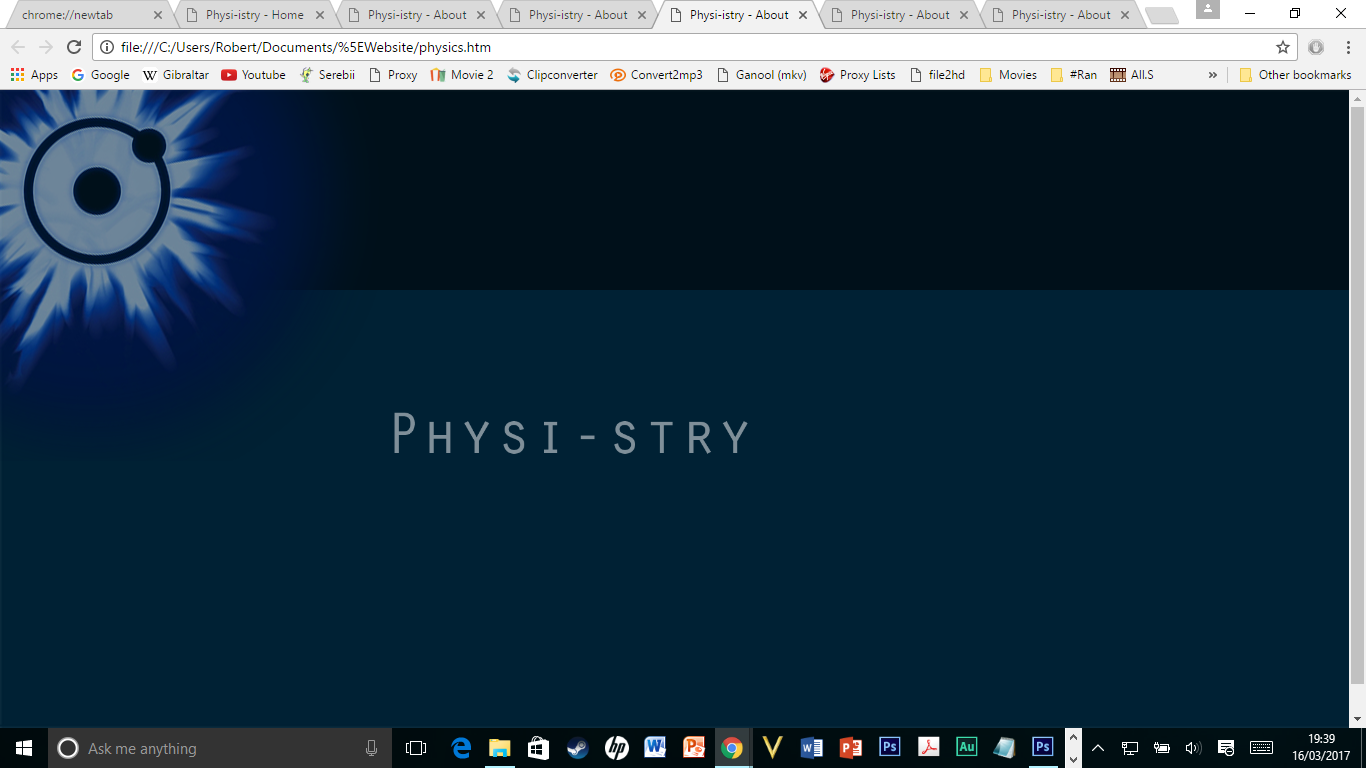 chrome://newtab Physi-istry - Home Physi-istry - About Physi-istry - About Physi-istry - About Physi-istry - About Physi-istry - About
file:///C:/Users/Robert/Documents/%5EWebsite/physics.htm
Apps Google Gibraltar Youtube Serebii Proxy Movie 2 Clipconverter Convert2mp3 Ganool (mkv) Proxy Lists file2hd Movies #Ran All.S » Other bookmarks
Physi-stry
19:39
Ask me anything
16/03/2017